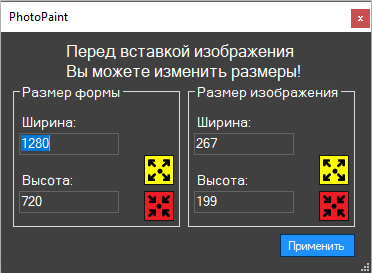 PhotoPaint
x
Перед вставкой изображения
Вы можете изменить размеры!
Размер формы
Ширина:
1280
Высота:
720
Размер изображения
Ширина:
267
Высота:
199
Применить